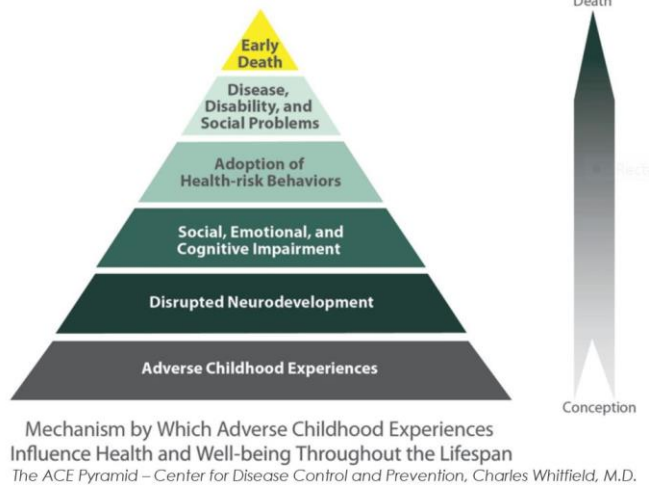 Death
Early
Death
Disease,
Disability, and
Social Problems
Adoption of
Health-risk Behaviors
Social, Emotional, and
Cognitive Impairment
Disrupted Neurodevelopment
Adverse Childhood Experiences
Conception
Mechanism by Which Adverse Childhood Experiences
Influence Health and Well-being Throughout the Lifespan
The ACE Pyramid – Center for Disease Control and Prevention, Charles Whitfield, M.D.